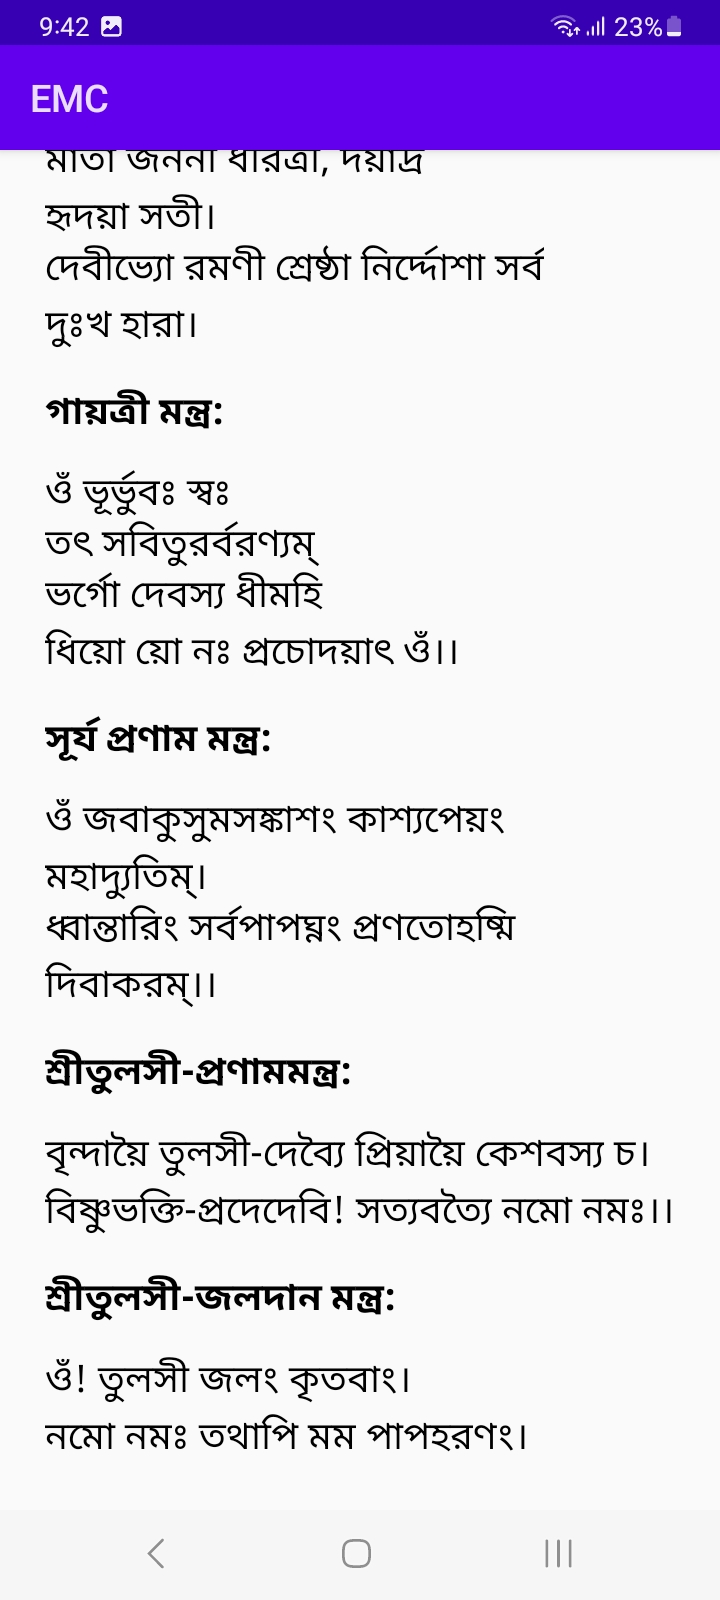 9:42 23%
EMC
মাতা জননী ধরিত্রী, দয়ার্দ্র
হৃদয়া সতী।
দেবীভ্যো রমণী শ্রেষ্ঠা নির্দ্দোশা সর্ব
দুঃখ হারা।
গায়ত্রী মন্ত্র:
ওঁ ভূর্ভুবঃ স্বঃ
তৎ সবিতুরর্বরণ্যম্
ভর্গো দেবস্য ধীমহি
ধিয়ো য়ো নঃ প্রচোদয়াৎ ওঁ।।
সূর্য প্রণাম মন্ত্র:
ওঁ জবাকুসুমসঙ্কাশং কাশ্যপেয়ং
মহাদ্যুতিম্।
ধ্বান্তারিং সর্বপাপঘ্নং প্রণতোহষ্মি
দিবাকরম্।।
শ্রীতুলসী-প্রণামমন্ত্র:
বৃন্দায়ৈ তুলসী-দেব্যৈ প্রিয়ায়ৈ কেশবস্য চ।
বিষ্ণুভক্তি-প্রদেদেবি! সত্যবত্যৈ নমো নমঃ।।
শ্রীতুলসী-জলদান মন্ত্র:
ওঁ! তুলসী জলং কৃতবাং।
নমো নমঃ তথাপি মম পাপহরণং।